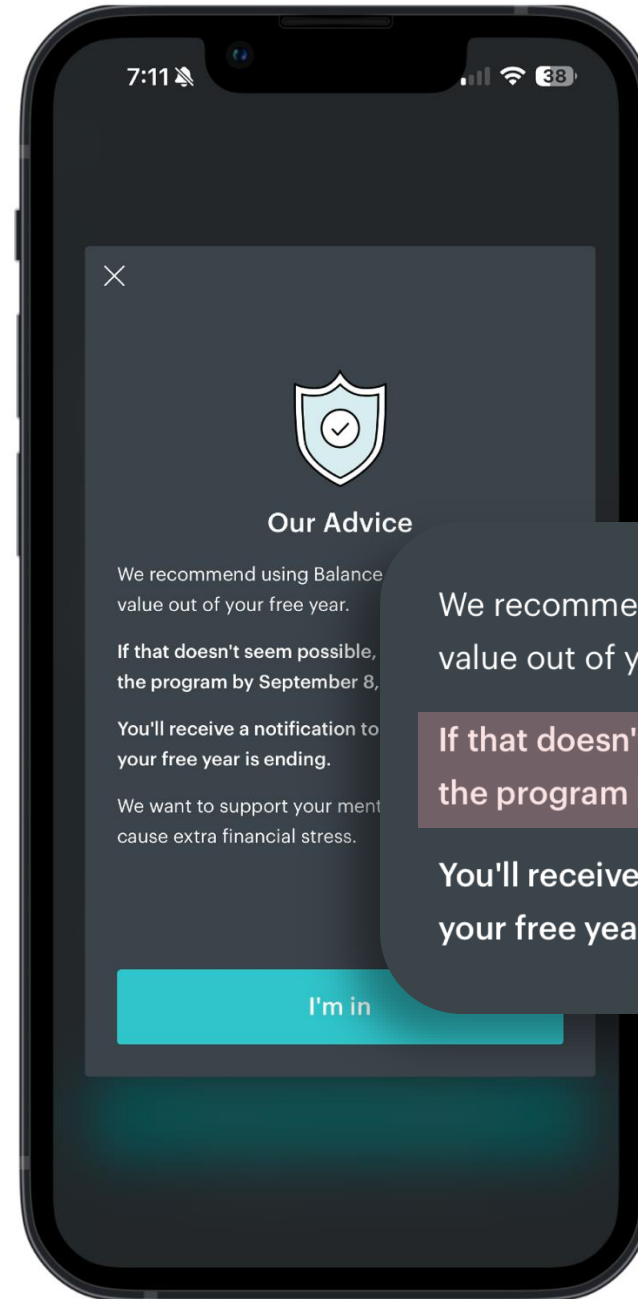 7:11
38
Our Advice
We recommend using Balance
value out of your free year.
If that doesn't seem possible,
the program by September 8,
You'll receive a notification to
your free year is ending.
We want to support your ment
cause extra financial stress.
I'm in
We recomme
value out of y
If that doesn'
the program
You'll receive
your free yea